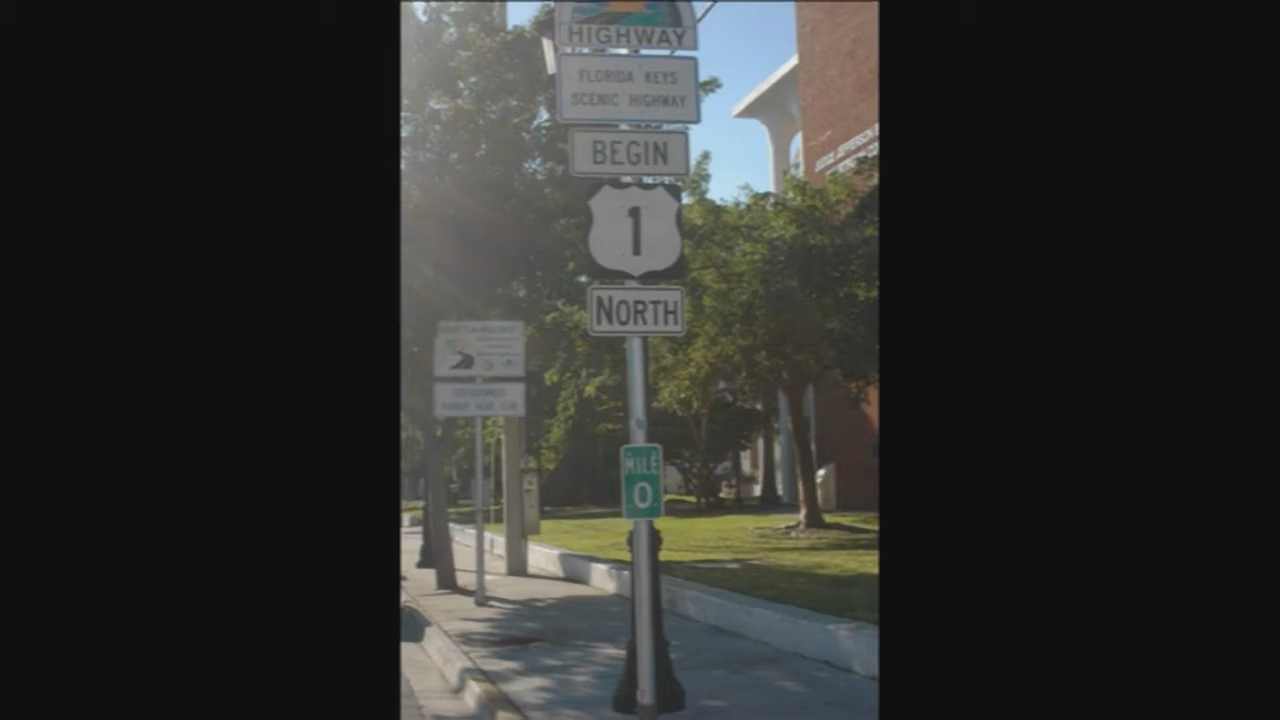 HIGHWAY
FLORIDA KEYS
SCENIC HIGHWAY
BEGIN
1
NORTH
MILE
0